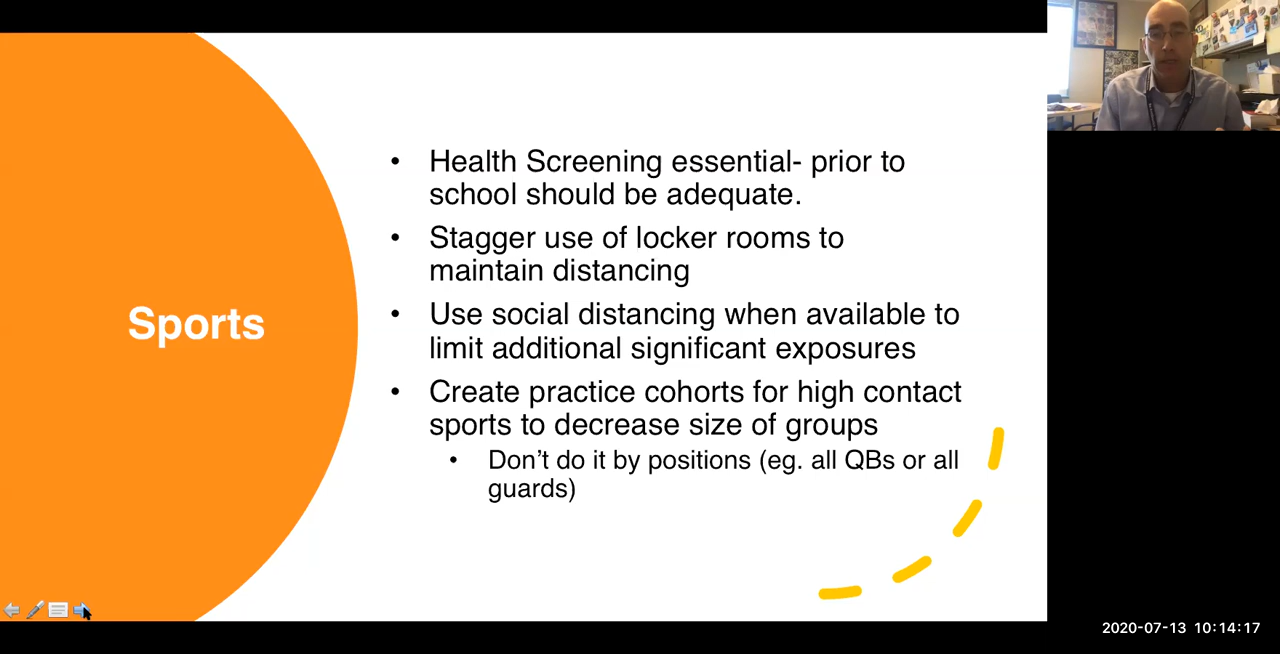 Sports
• Health Screening essential- prior to
school should be adequate.
• Stagger use of locker rooms to
maintain distancing
• Use social distancing when available to
limit additional significant exposures
• Create practice cohorts for high contact
sports to decrease size of groups
• Don’t do it by positions (eg. all QBs or all
guards)
2020-07-13 10:14:17